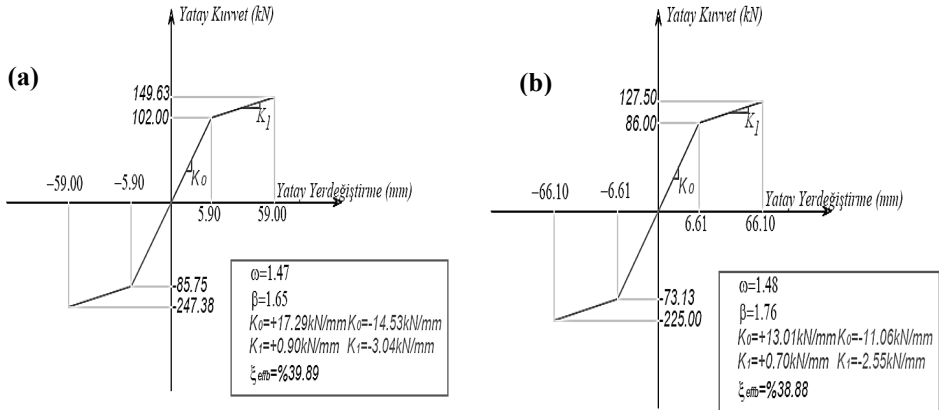 (a)
Yatay Kuvvet (kN)
149.63
102.00
K1
K0
−59.00
−5.90
Yatay Yerdeğiştirme (mm)
5.90
59.00
-85.75
-247.38
ω=1.47
β=1.65
K0=+17.29kN/mm K0=-14.53kN/mm
K1=+0.90kN/mm K1=-3.04kN/mm
ξeffb=%39.89
(b)
Yatay Kuvvet (kN)
127.50
86.00
K1
K0
−66.10
−6.61
Yatay Yerdeğiştirme (mm)
6.61
66.10
-73.13
-225.00
ω=1.48
β=1.76
K0=+13.01kN/mm K0=-11.06kN/mm
K1=+0.70kN/mm K1=-2.55kN/mm
ξeffb=%38.88